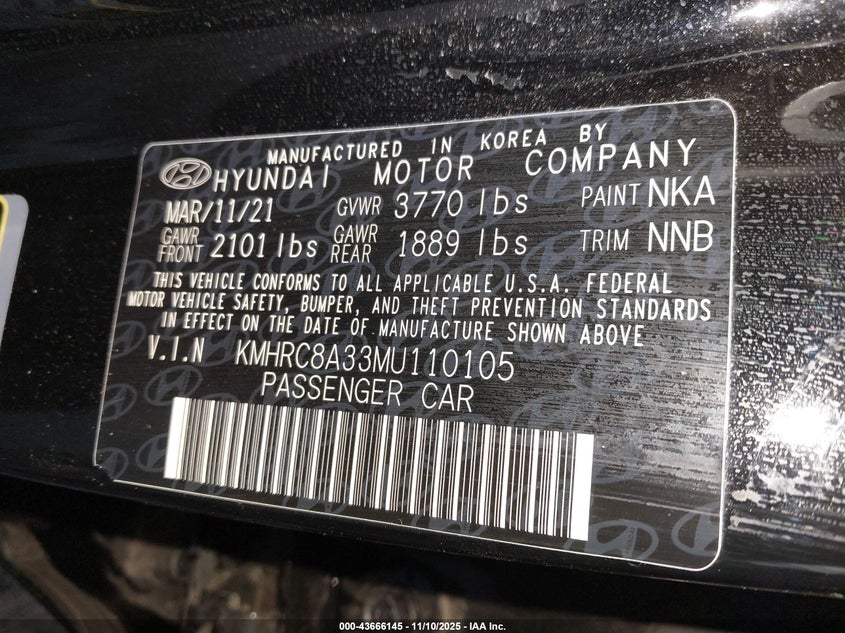 MANUFACTURED IN KOREA BY
HYUNDAI MOTOR COMPANY
MAR/11/21 GVWR 3770 lbs PAINT NKA
GAWR FRONT 2101 lbs GAWR REAR 1889 lbs TRIM NNB
THIS VEHICLE CONFORMS TO ALL APPLICABLE U.S.A. FEDERAL
MOTOR VEHICLE SAFETY, BUMPER, AND THEFT PREVENTION STANDARDS
IN EFFECT ON THE DATE OF MANUFACTURE SHOWN ABOVE
V.I.N KMHRC8A33MU110105
PASSENGER CAR
000-43666145 — 11/10/2025 — IAA Inc.